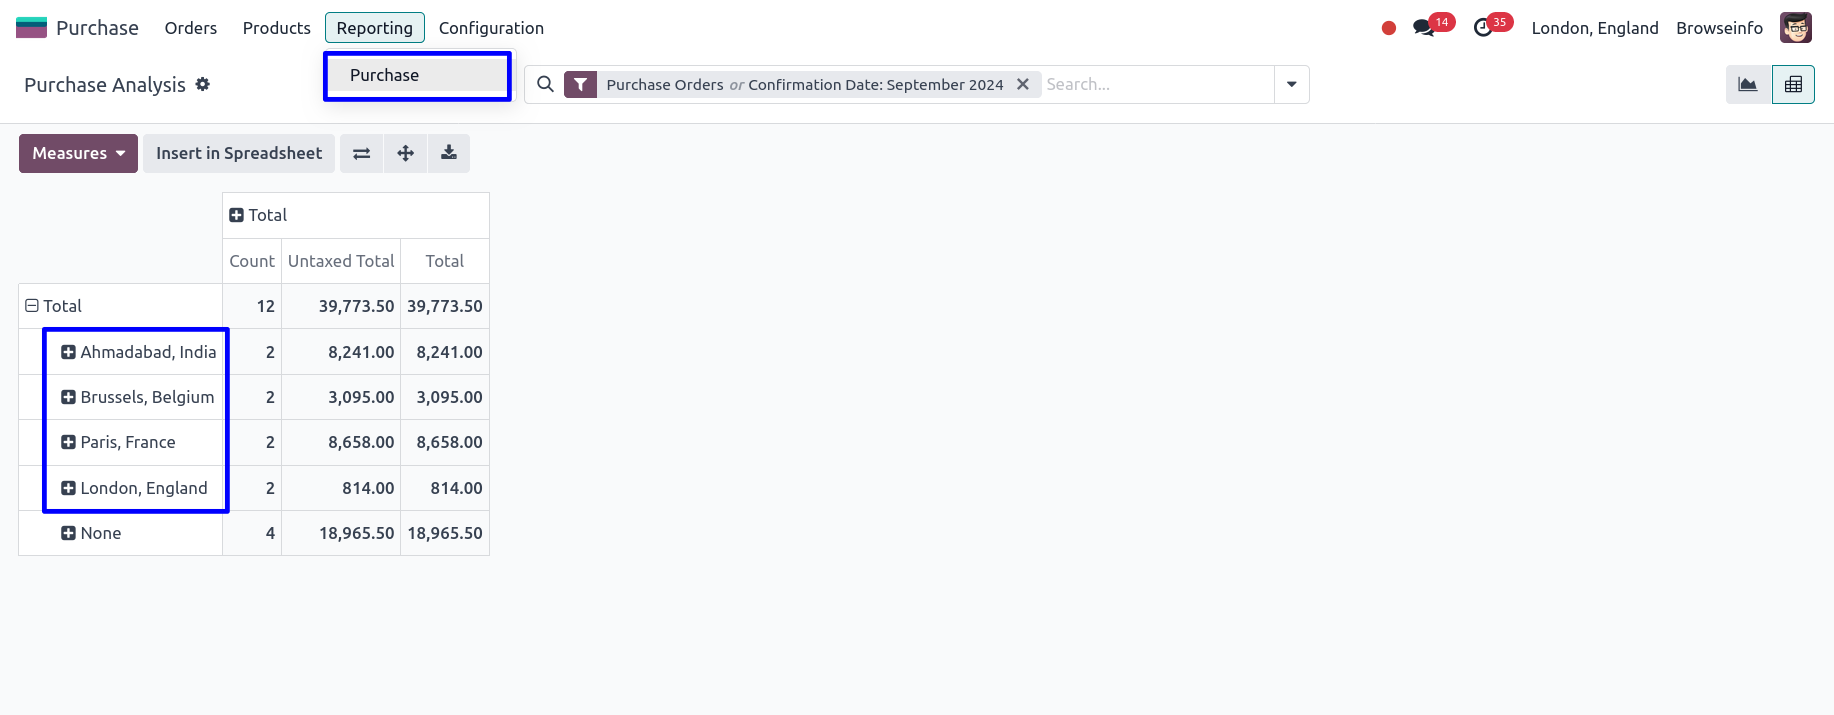 Purchase Orders Products Reporting Configuration 14 35 London, England Browseinfo
Purchase
Purchase Analysis Purchase Orders or Confirmation Date: September 2024 Search...
Measures Insert in Spreadsheet
Total
Count Untaxed Total Total
Total 12 39,773.50 39,773.50
Ahmadabad, India 2 8,241.00 8,241.00
Brussels, Belgium 2 3,095.00 3,095.00
Paris, France 2 8,658.00 8,658.00
London, England 2 814.00 814.00
None 4 18,965.50 18,965.50